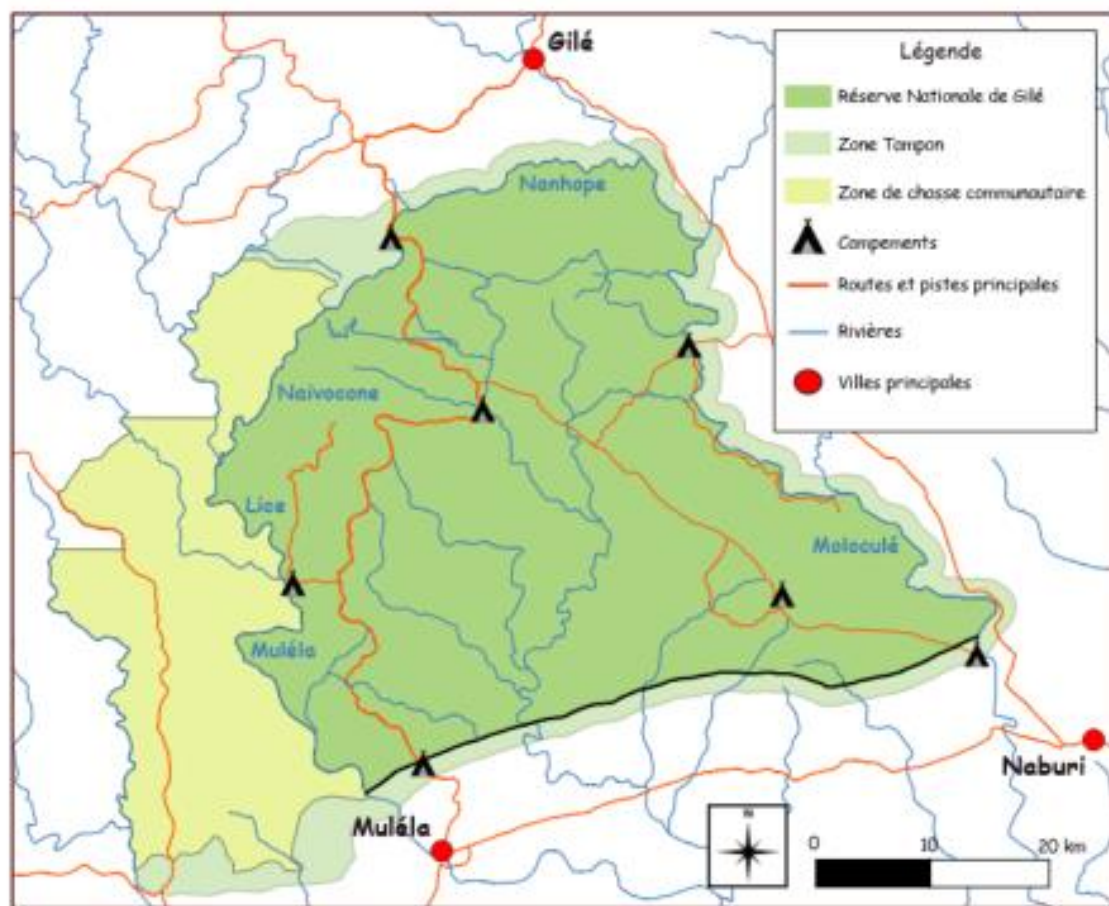 Gilé
Légende
Réserve Nationale de Gilé
Zone Tampon
Zone de chasse communautaire
Campements
Routes et pistes principales
Rivières
Villes principales
Nanhope
Naivocone
Lice
Moloculé
Muléla
Naburi
Muléla
N
0 10 20 km